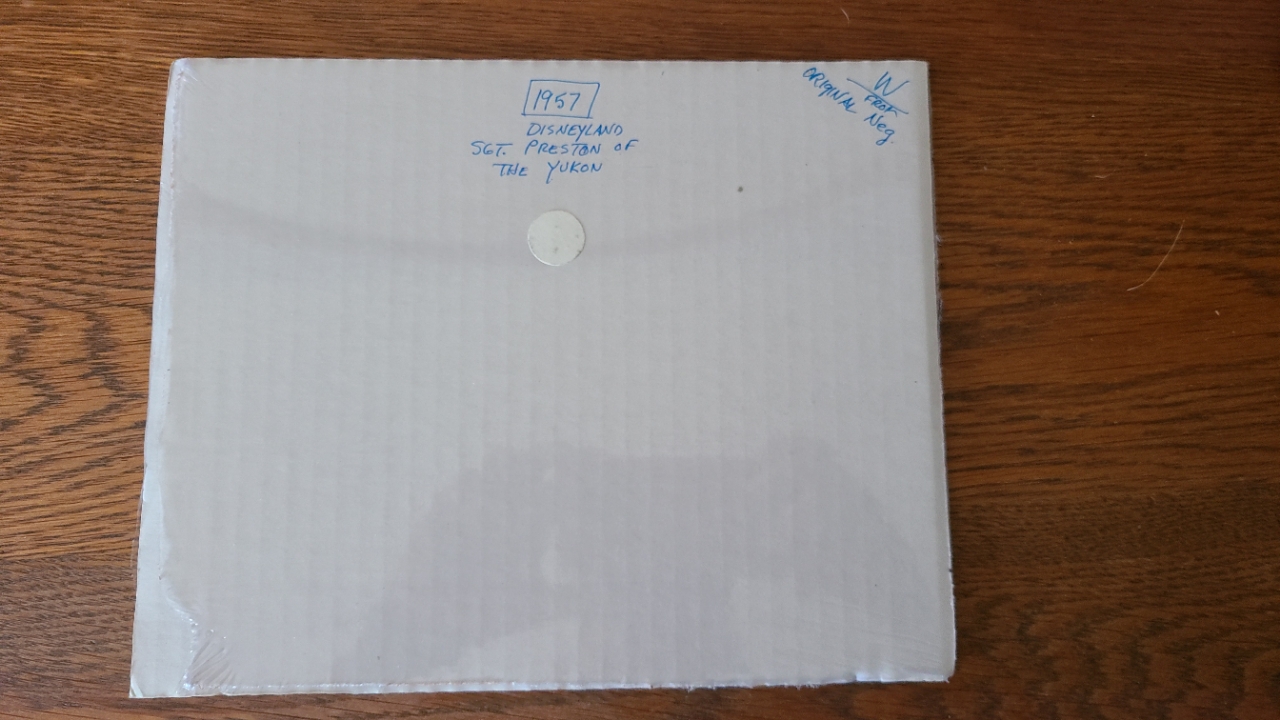 1957
DISNEYLAND
SGT. PRESTON OF
THE YUKON
W
FROM
ORIGINAL Neg.